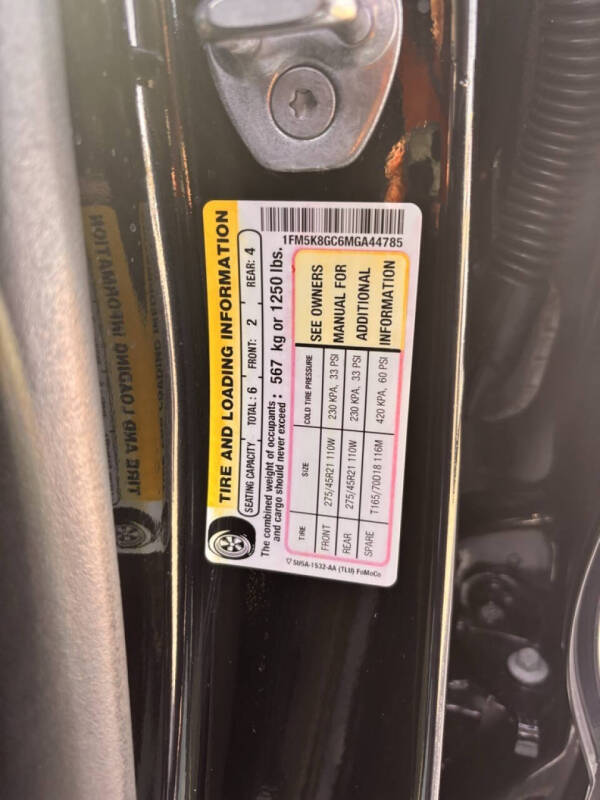 1FM5K8GC6MGA44785
TIRE AND LOADING INFORMATION
SEATING CAPACITY TOTAL: 6 FRONT: 2 REAR: 4
The combined weight of occupants and cargo should never exceed: 567 kg or 1250 lbs.
TIRE SIZE COLD TIRE PRESSURE
FRONT 275/45R21 110W 230 KPA, 33 PSI
REAR 275/45R21 110W 230 KPA, 33 PSI
SPARE T165/70D18 116M 420 KPA, 60 PSI
SEE OWNERS
MANUAL FOR
ADDITIONAL
INFORMATION
5U5A-1532-AA (TLU) FoMoCo